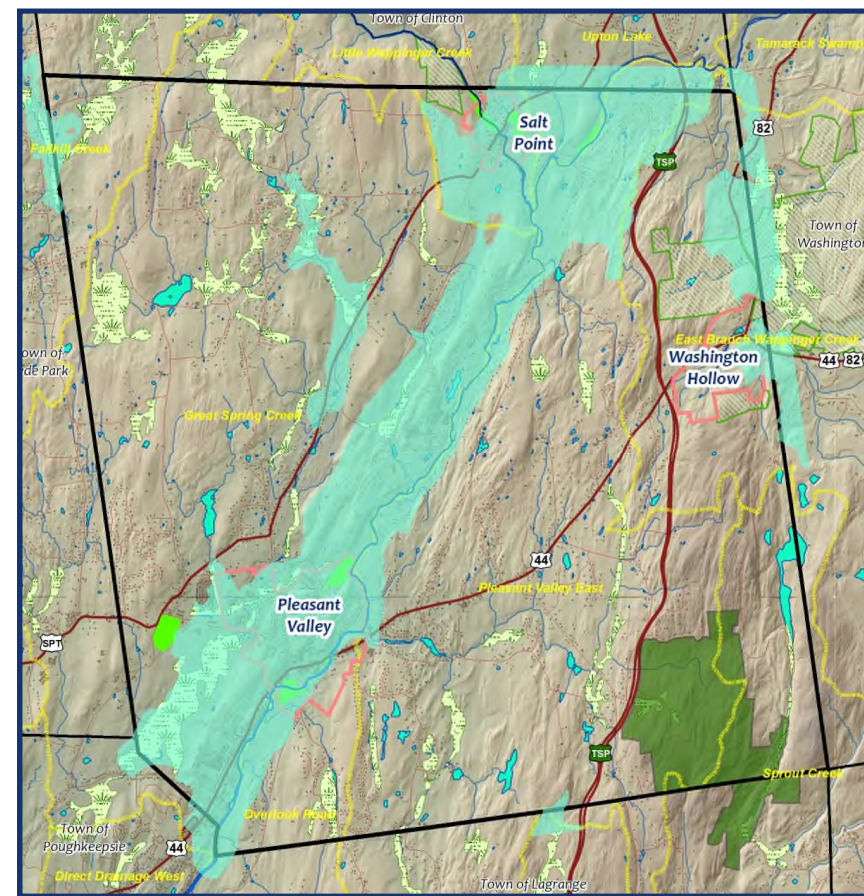 Town of Clinton
Little Wappinger Creek
Upton Lake
Tamarack Swamp
Salt
Point
82
TSP
Fallkill Creek
Town of
Washington
East Branch Wappinger Creek
Washington
Hollow
44 82
own of
de Park
Great Spring Creek
44
Pleasant Valley East
Pleasant
Valley
SPT
TSP
Sprout Creek
Overlook Road
Town of
Poughkeepsie
44
Direct Drainage West
Town of Lagrange